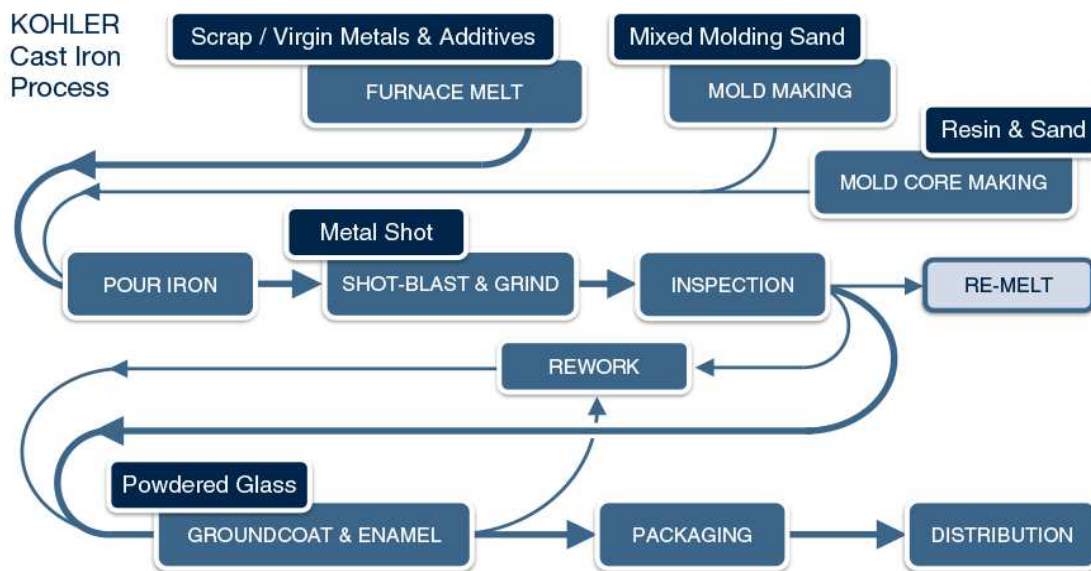 KOHLER
Cast Iron
Process
Scrap / Virgin Metals & Additives
FURNACE MELT
Mixed Molding Sand
MOLD MAKING
Resin & Sand
MOLD CORE MAKING
Metal Shot
POUR IRON
SHOT-BLAST & GRIND
INSPECTION
RE-MELT
REWORK
Powdered Glass
GROUNDCOAT & ENAMEL
PACKAGING
DISTRIBUTION